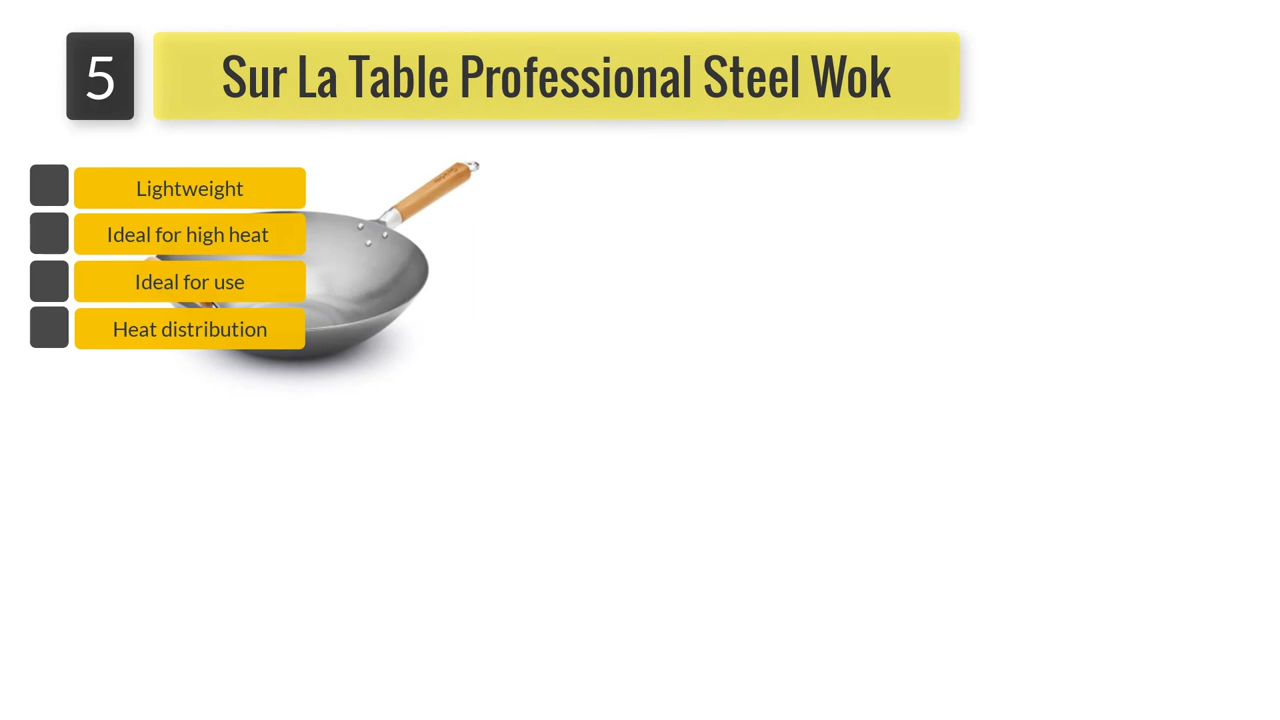 5
Sur La Table Professional Steel Wok
Lightweight
Ideal for high heat
Ideal for use
Heat distribution